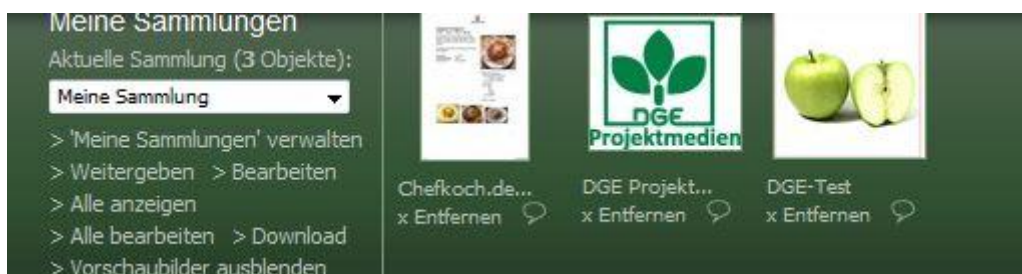 Meine Sammlungen
Aktuelle Sammlung (3 Objekte):
Meine Sammlung
> 'Meine Sammlungen' verwalten
> Weitergeben > Bearbeiten
> Alle anzeigen
> Alle bearbeiten > Download
> Vorschaubilder ausblenden
DGE
Projektmedien
Chefkoch.de...
x Entfernen
DGE Projekt...
x Entfernen
DGE-Test
x Entfernen